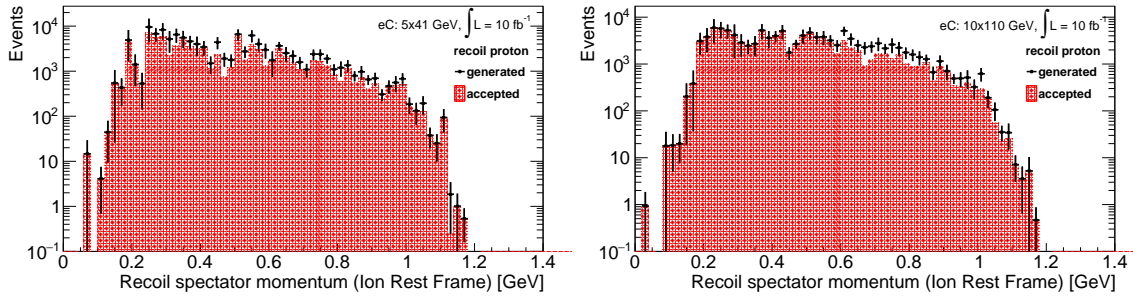 Events
10⁴
10³
10²
10
1
10⁻¹
eC: 5x41 GeV, ∫L = 10 fb⁻¹
recoil proton
generated
accepted
0 0.2 0.4 0.6 0.8 1 1.2 1.4
Recoil spectator momentum (Ion Rest Frame) [GeV]
Events
10⁴
10³
10²
10
1
10⁻¹
eC: 10x110 GeV, ∫L = 10 fb⁻¹
recoil proton
generated
accepted
0 0.2 0.4 0.6 0.8 1 1.2 1.4
Recoil spectator momentum (Ion Rest Frame) [GeV]